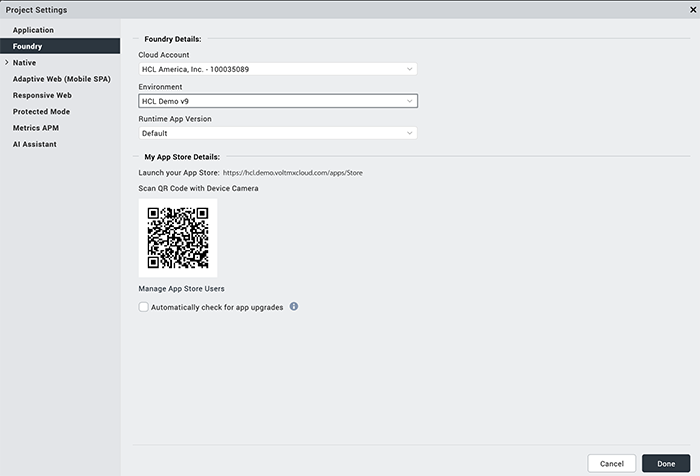 Project Settings
Application
Foundry
Native
Adaptive Web (Mobile SPA)
Responsive Web
Protected Mode
Metrics APM
AI Assistant
Foundry Details:
Cloud Account
HCL America, Inc. - 100035089
Environment
HCL Demo v9
Runtime App Version
Default
My App Store Details:
Launch your App Store: https://hcl.demo.voltmxcloud.com/apps/Store
Scan QR Code with Device Camera
Manage App Store Users
Automatically check for app upgrades
Cancel
Done